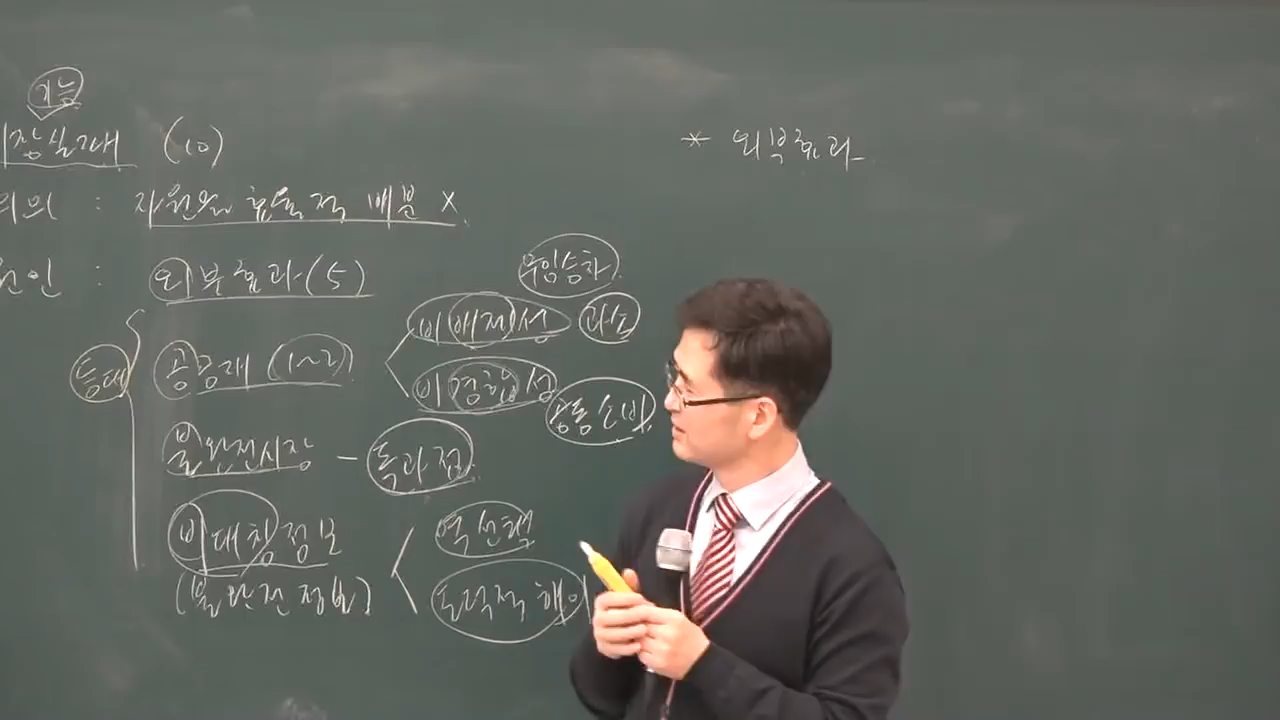 기능
시장실패 (10)
의의 : 자원의 효율적 배분 X
원인 : 외부효과 (5)
무임승차
비배제성 과소
등대 공공재 (1~2)
비경합성
공동소비
불완전시장 - 독과점
비대칭정보 역선택
(불완전정보) 도덕적 해이
* 외부효과